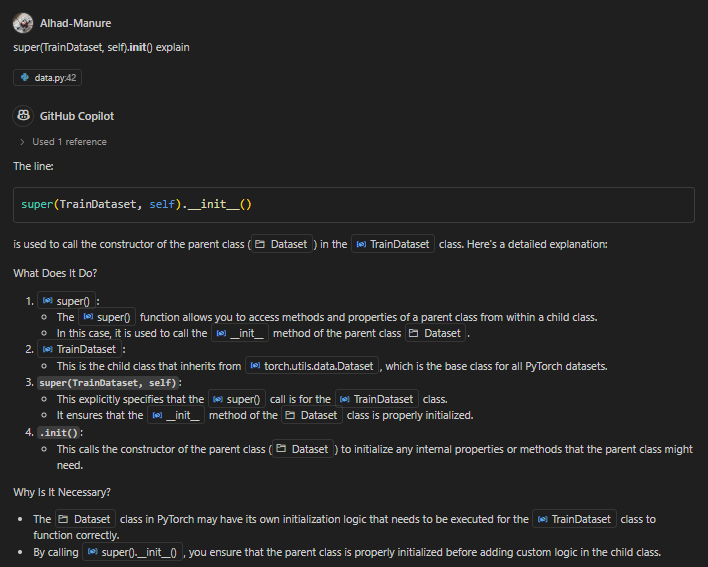 Alhad-Manure
super(TrainDataset, self).init() explain
data.py:42
GitHub Copilot
Used 1 reference
The line:
super(TrainDataset, self).__init__()
is used to call the constructor of the parent class ( Dataset ) in the TrainDataset class. Here's a detailed explanation:
What Does It Do?
1. super() :
The super() function allows you to access methods and properties of a parent class from within a child class.
In this case, it is used to call the __init__ method of the parent class Dataset .
2. TrainDataset :
This is the child class that inherits from torch.utils.data.Dataset , which is the base class for all PyTorch datasets.
3. super(TrainDataset, self):
This explicitly specifies that the super() call is for the TrainDataset class.
It ensures that the __init__ method of the Dataset class is properly initialized.
4. .init():
This calls the constructor of the parent class ( Dataset ) to initialize any internal properties or methods that the parent class might
need.
Why Is It Necessary?
The Dataset class in PyTorch may have its own initialization logic that needs to be executed for the TrainDataset class to
function correctly.
By calling super().__init__() , you ensure that the parent class is properly initialized before adding custom logic in the child class.